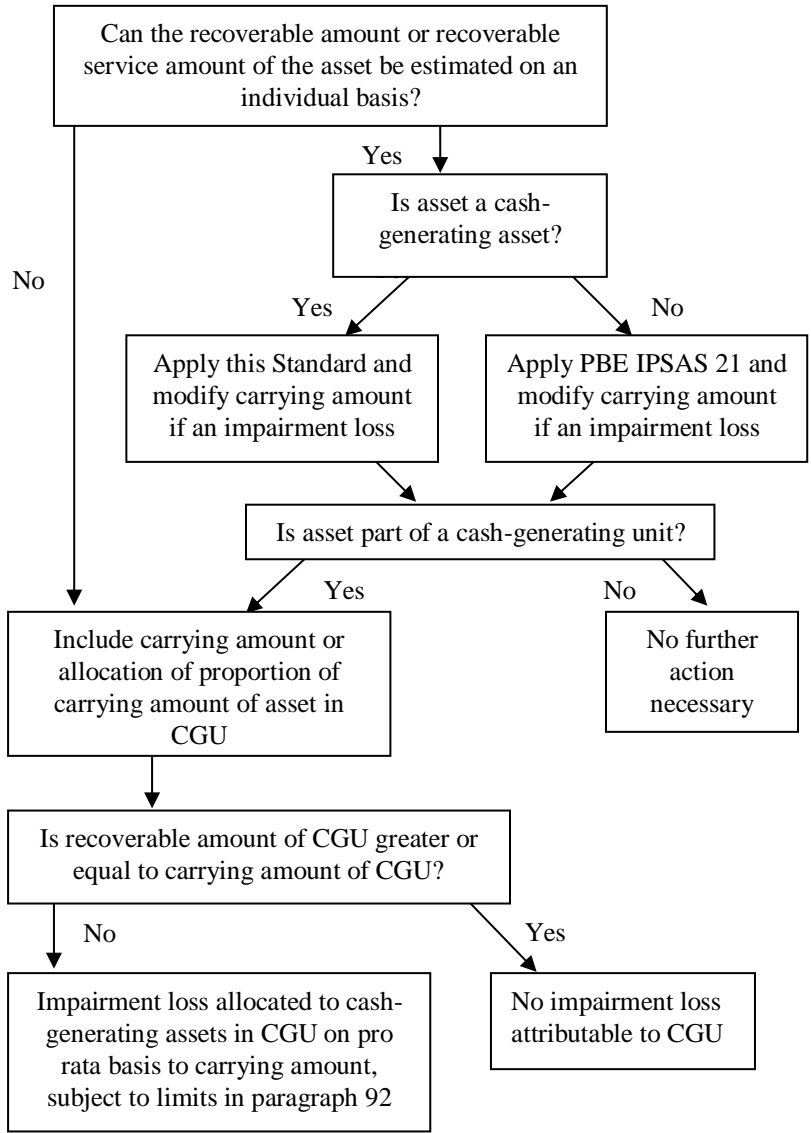 Can the recoverable amount or recoverable
service amount of the asset be estimated on an
individual basis?
Yes
Is asset a cash-
generating asset?
No
Yes
No
Apply this Standard and
modify carrying amount
if an impairment loss
Apply PBE IPSAS 21 and
modify carrying amount
if an impairment loss
Is asset part of a cash-generating unit?
Yes
No
Include carrying amount or
allocation of proportion of
carrying amount of asset in
CGU
No further
action
necessary
Is recoverable amount of CGU greater or
equal to carrying amount of CGU?
No
Yes
Impairment loss allocated to cash-
generating assets in CGU on pro
rata basis to carrying amount,
subject to limits in paragraph 92
No impairment loss
attributable to CGU